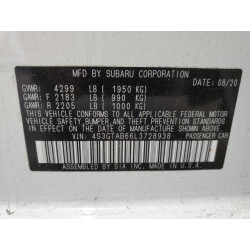 MFD. BY SUBARU CORPORATION
DATE: 08/20
GVWR: 4299 LB (1950 KG)
GAWR: F 2183 LB (990 KG)
GAWR: R 2205 LB (1000 KG)
THIS VEHICLE CONFORMS TO ALL APPLICABLE FEDERAL MOTOR
VEHICLE SAFETY, BUMPER, AND THEFT PREVENTION STANDARDS
IN EFFECT ON THE DATE OF MANUFACTURE SHOWN ABOVE.
V.I.N: 4S3GTAB66L3728938 PASSENGER CAR
ASSEMBLED BY SIA INC., MADE IN U.S.A.